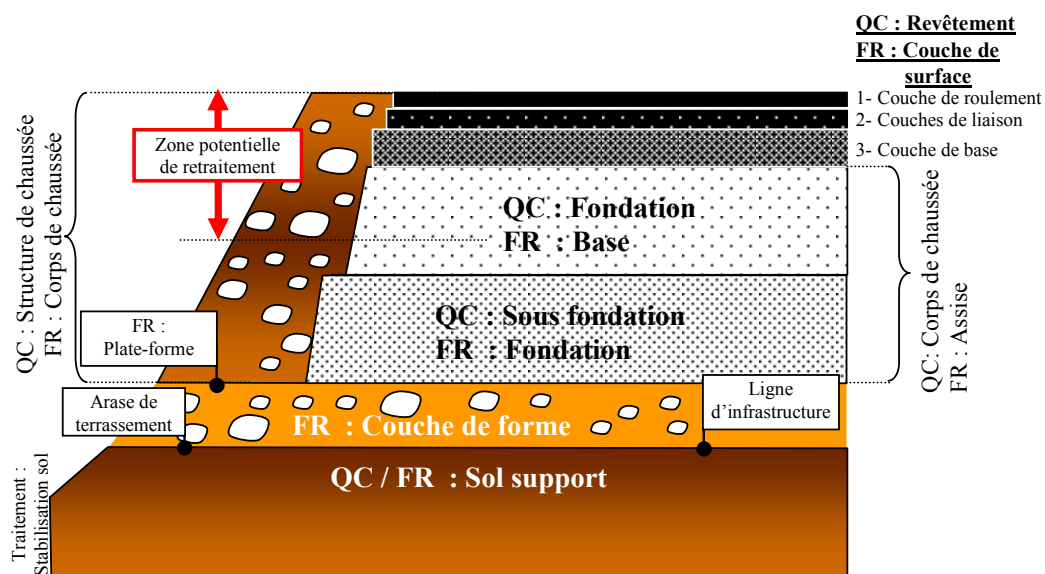 QC : Revêtement
FR : Couche de
surface
1- Couche de roulement
2- Couches de liaison
3- Couche de base
Zone potentielle
de retraitement
QC : Structure de chaussée
FR : Corps de chaussée
QC : Fondation
FR : Base
QC : Sous fondation
FR : Fondation
QC: Corps de chaussée
FR : Assise
FR :
Plate-forme
Arase de
terrassement
Ligne
d'infrastructure
FR : Couche de forme
QC / FR : Sol support
Traitement :
Stabilisation sol